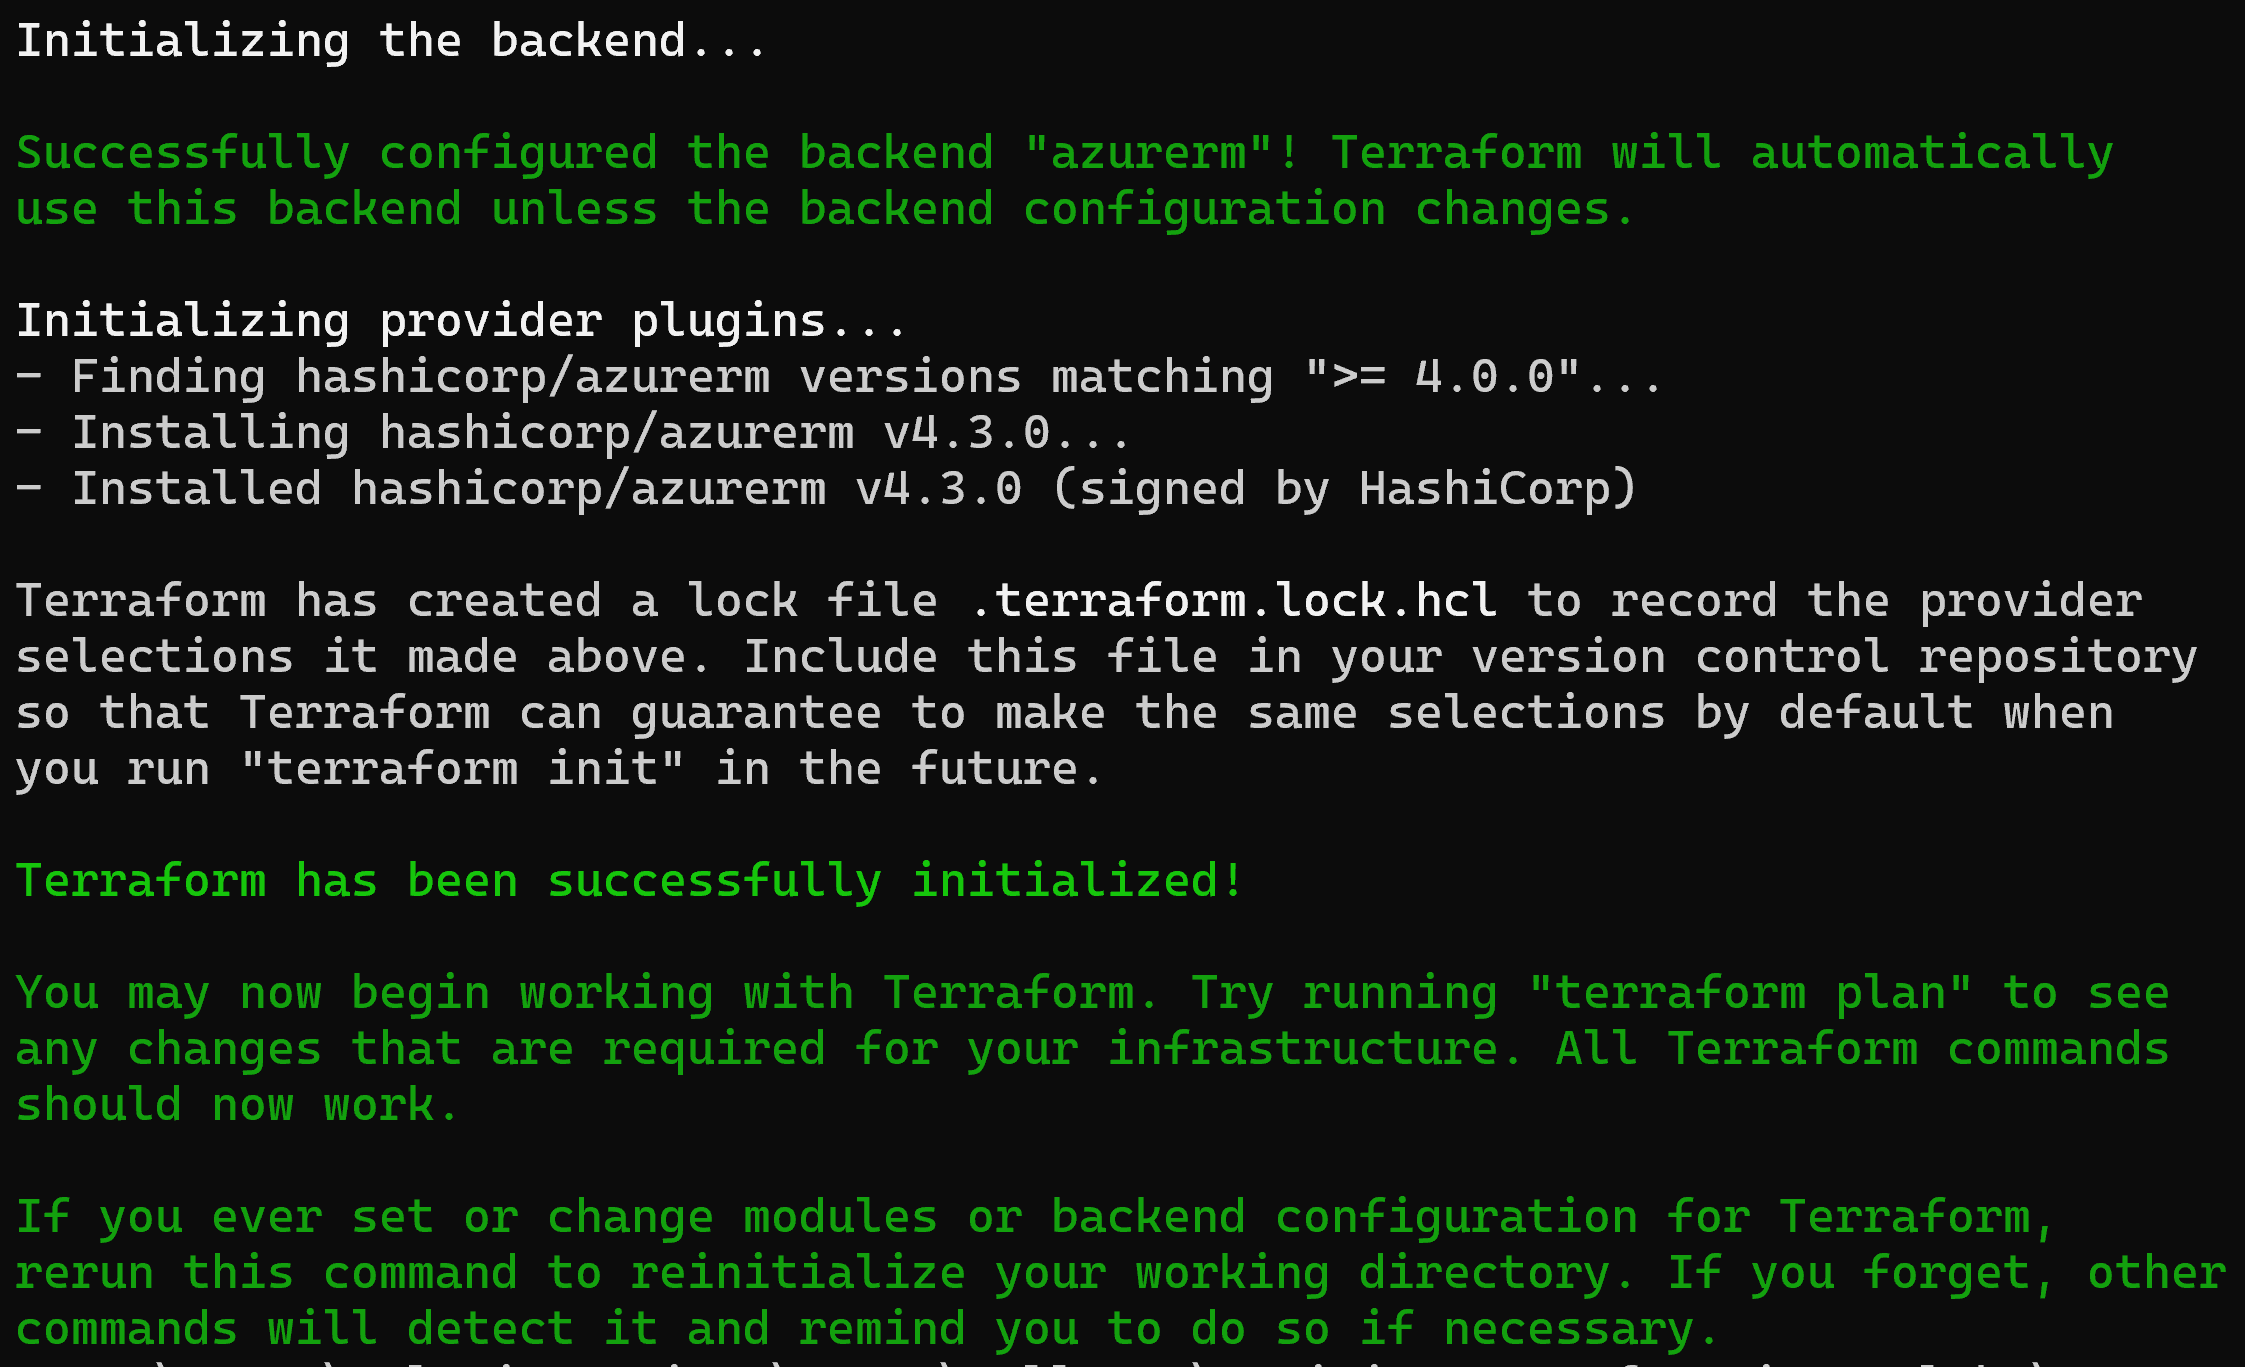 Initializing the backend...
Successfully configured the backend "azurerm"! Terraform will automatically
use this backend unless the backend configuration changes.
Initializing provider plugins...
- Finding hashicorp/azurerm versions matching ">= 4.0.0"...
- Installing hashicorp/azurerm v4.3.0...
- Installed hashicorp/azurerm v4.3.0 (signed by HashiCorp)
Terraform has created a lock file .terraform.lock.hcl to record the provider
selections it made above. Include this file in your version control repository
so that Terraform can guarantee to make the same selections by default when
you run "terraform init" in the future.
Terraform has been successfully initialized!
You may now begin working with Terraform. Try running "terraform plan" to see
any changes that are required for your infrastructure. All Terraform commands
should now work.
If you ever set or change modules or backend configuration for Terraform,
rerun this command to reinitialize your working directory. If you forget, other
commands will detect it and remind you to do so if necessary.